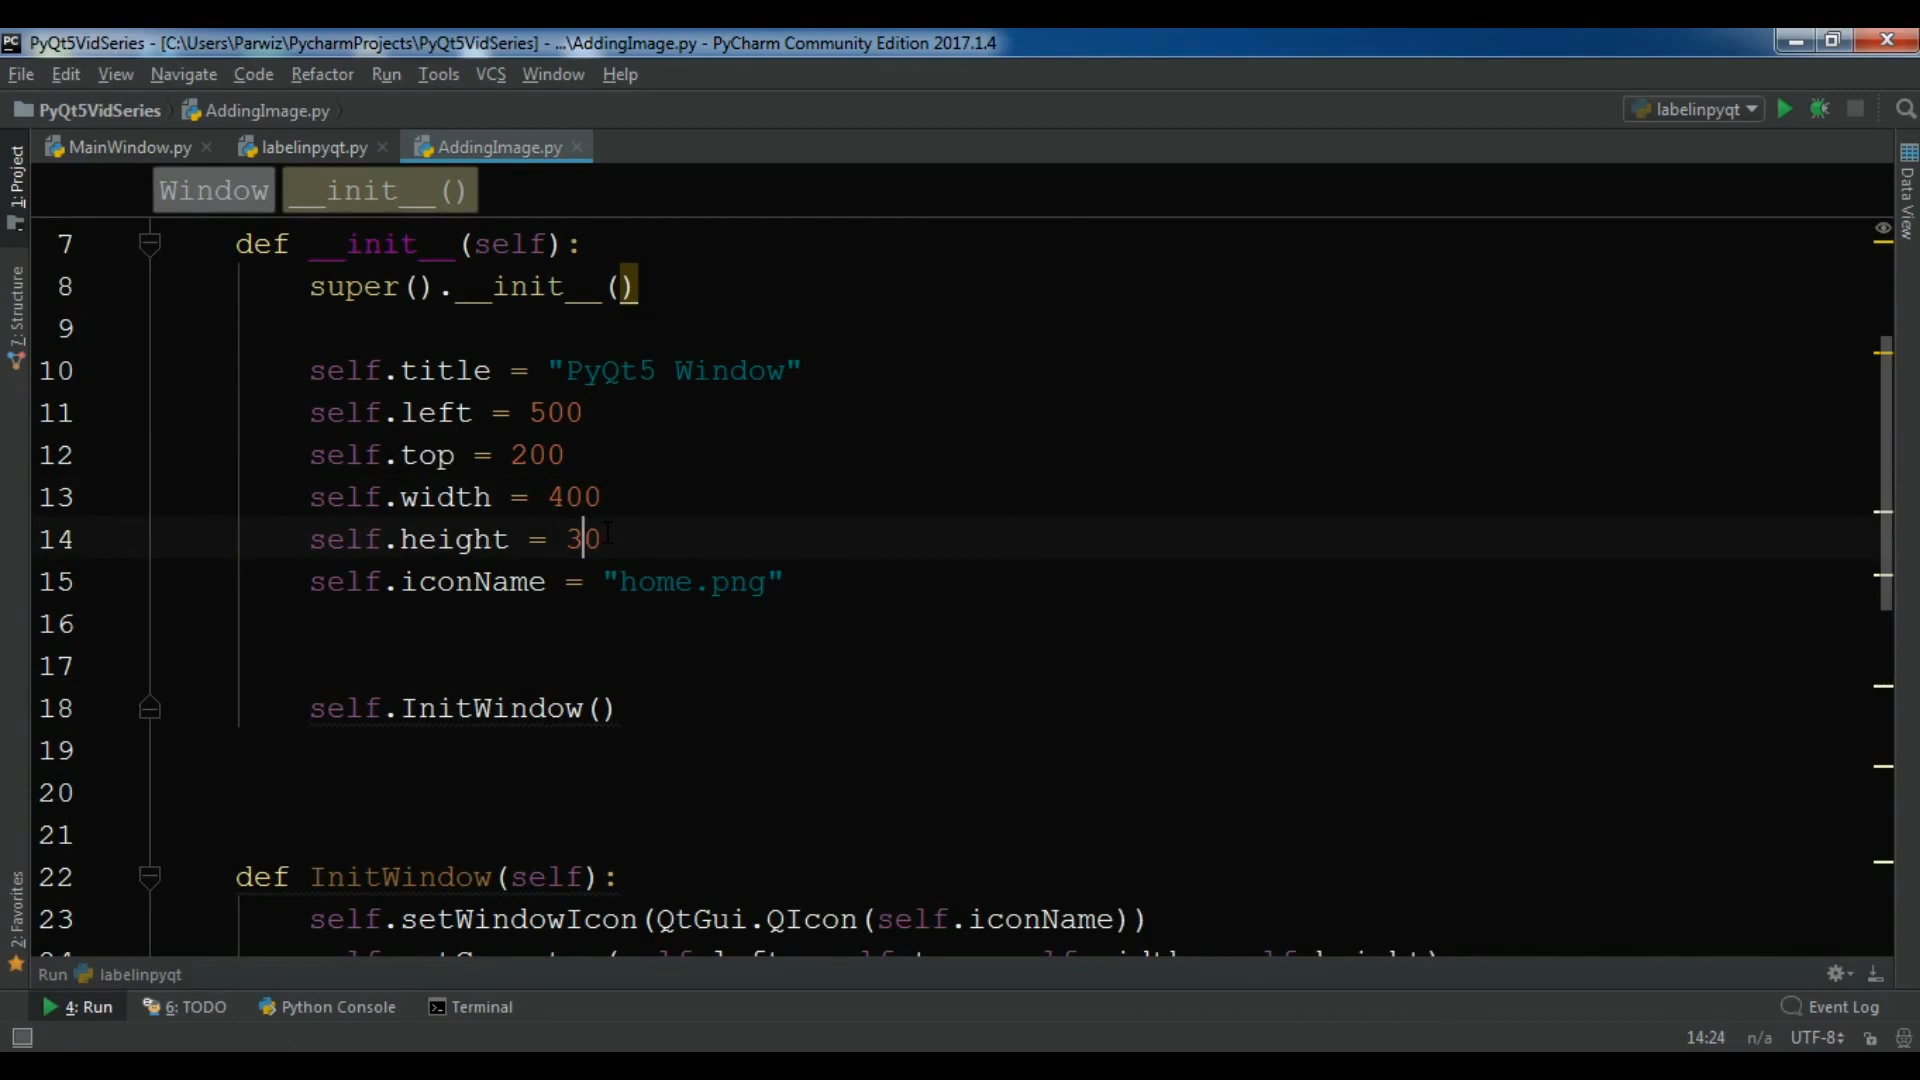 PyQt5VidSeries - [C:\Users\Parwiz\PycharmProjects\PyQt5VidSeries] - ...\AddingImage.py - PyCharm Community Edition 2017.1.4
File Edit View Navigate Code Refactor Run Tools VCS Window Help
PyQt5VidSeries AddingImage.py labelinpyqt
MainWindow.py labelinpyqt.py AddingImage.py
1: Project
7: Structure
2: Favorites
Data View
Window __init__()
7 def __init__(self):
8 super().__init__()
9
10 self.title = "PyQt5 Window"
11 self.left = 500
12 self.top = 200
13 self.width = 400
14 self.height = 30
15 self.iconName = "home.png"
16
17
18 self.InitWindow()
19
20
21
22 def InitWindow(self):
23 self.setWindowIcon(QtGui.QIcon(self.iconName))
Run labelinpyqt
4: Run 6: TODO Python Console Terminal Event Log
14:24 n/a UTF-8